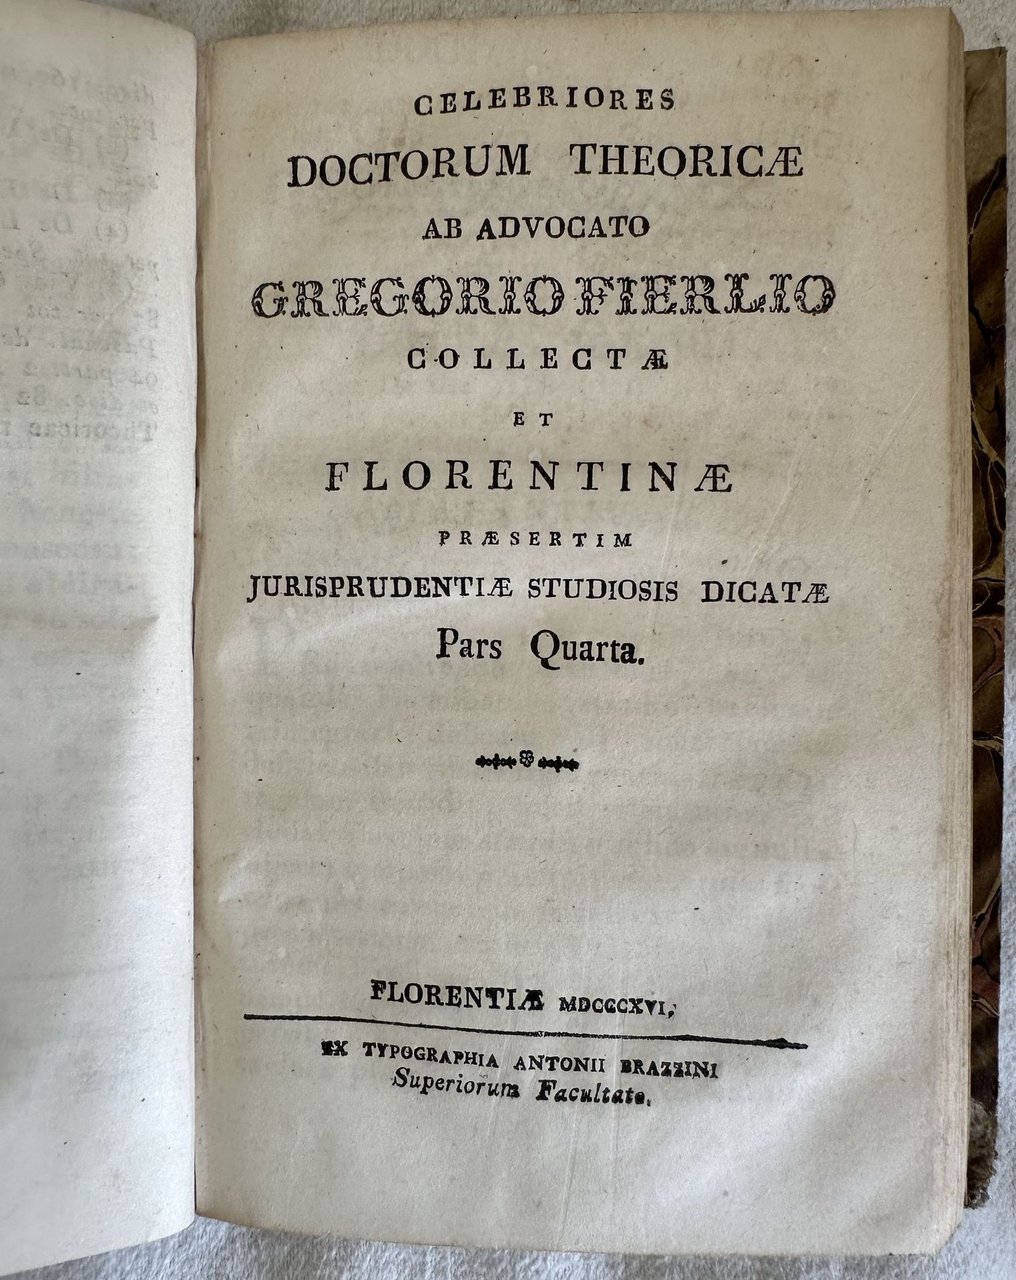 CELEBRIORES
DOCTORUM THEORICÆ
AB ADVOCATO
GREGORIO FIERLIO
COLLECTÆ
ET
FLORENTINÆ
PRÆSERTIM
JURISPRUDENTIÆ STUDIOSIS DICATÆ
Pars Quarta.
FLORENTIÆ MDCCCXVI,
EX TYPOGRAPHIA ANTONII BRAZZINI
Superiorum Facultate.